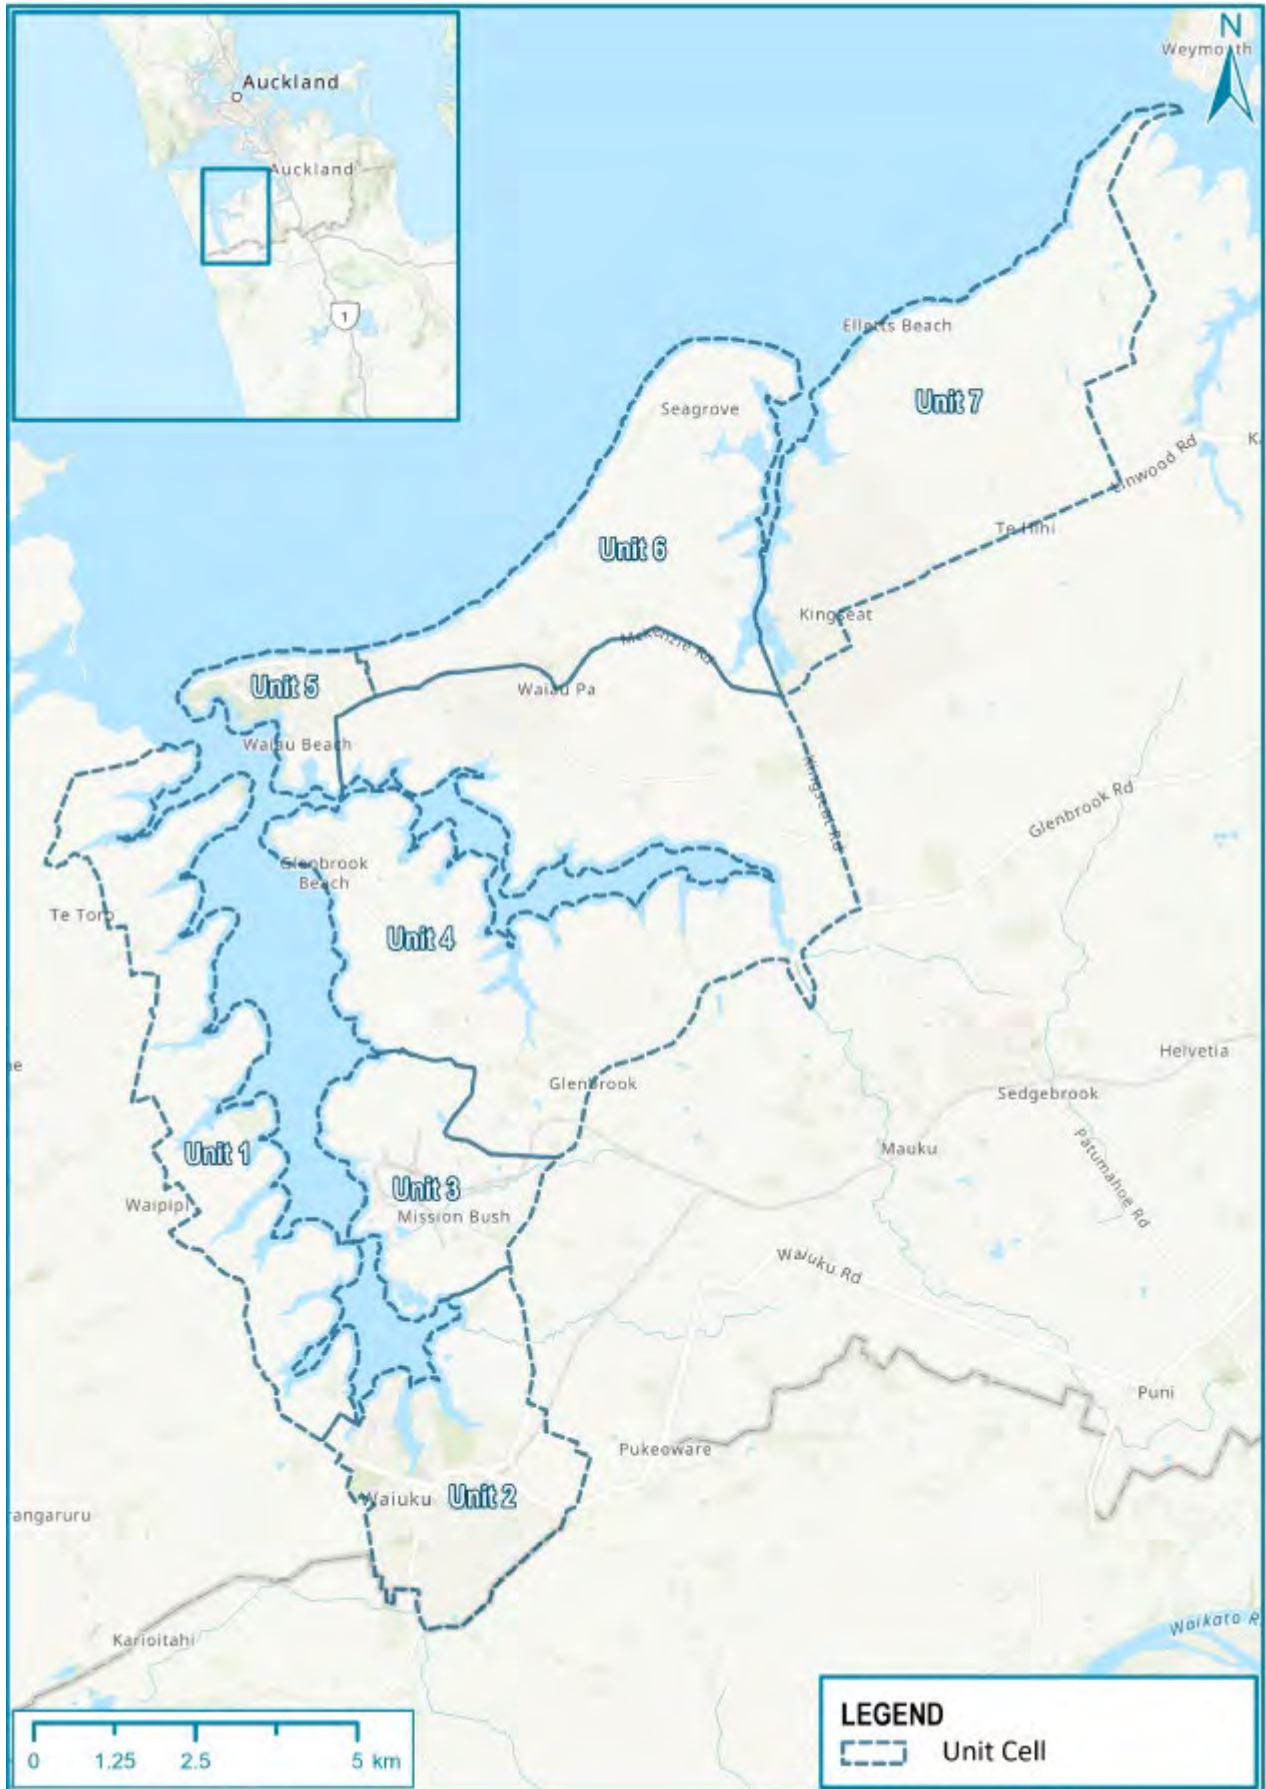 N
Weymouth
Auckland
Auckland
1
Elletts Beach
Unit 7
Seagrove
Linwood Rd
Te Hihi
Unit 6
Kingseat
Mckenzie Rd
Waiau Pa
Unit 5
Waiau Beach
Kingseat Rd
Glenbrook Rd
Glenbrook
Beach
Te Toro
Unit 4
Helvetia
Glenbrook
Sedgebrook
Mauku
Patumahoe Rd
Unit 1
Unit 3
Waipipi
Mission Bush
Waiuku Rd
Puni
Pukeoware
Waiuku
Unit 2
Karioitahi
Waikato R
LEGEND
Unit Cell
0 1.25 2.5 5 km